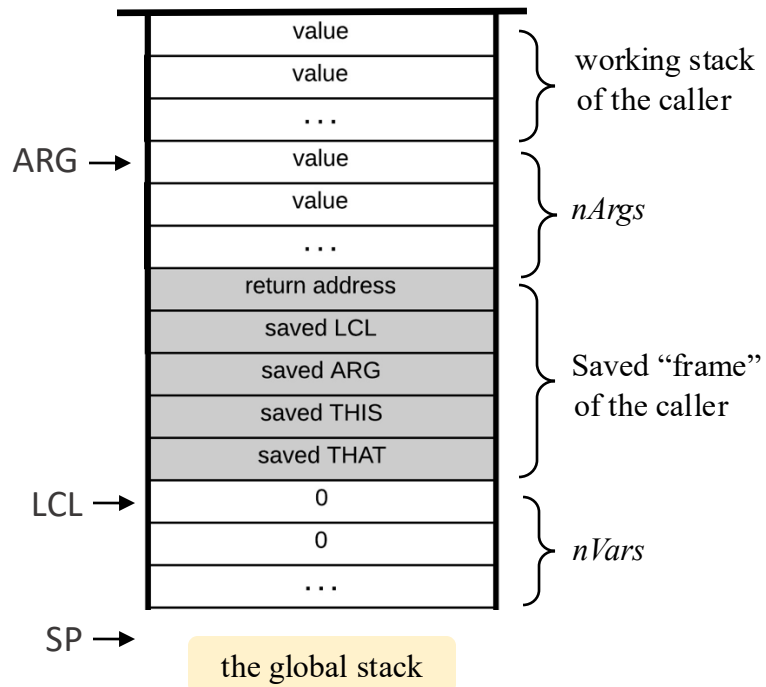 value
value
...
working stack
of the caller
ARG
value
value
...
nArgs
return address
saved LCL
saved ARG
saved THIS
saved THAT
Saved “frame”
of the caller
LCL
0
0
...
nVars
SP
the global stack